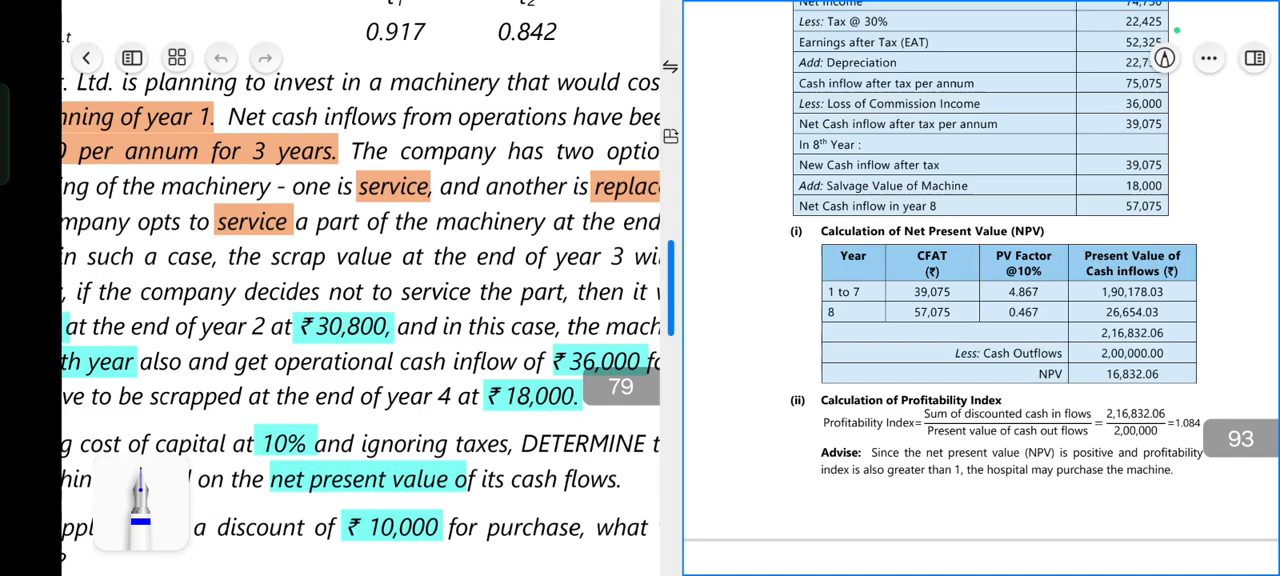 t1 t2
0.917 0.842
.t
. Ltd. is planning to invest in a machinery that would cos
nning of year 1. Net cash inflows from operations have bee
0 per annum for 3 years. The company has two optio
ing of the machinery - one is service, and another is replac
mpany opts to service a part of the machinery at the end
in such a case, the scrap value at the end of year 3 wi
, if the company decides not to service the part, then it
at the end of year 2 at ₹ 30,800, and in this case, the mach
th year also and get operational cash inflow of ₹ 36,000 fo
ve to be scrapped at the end of year 4 at ₹ 18,000.
79
g cost of capital at 10% and ignoring taxes, DETERMINE t
hin on the net present value of its cash flows.
ppl a discount of ₹ 10,000 for purchase, what
?
Net Income 74,750
Less: Tax @ 30% 22,425
Earnings after Tax (EAT) 52,325
Add: Depreciation 22,7
Cash inflow after tax per annum 75,075
Less: Loss of Commission Income 36,000
Net Cash inflow after tax per annum 39,075
In 8th Year :
New Cash inflow after tax 39,075
Add: Salvage Value of Machine 18,000
Net Cash inflow in year 8 57,075
(i) Calculation of Net Present Value (NPV)
Year CFAT PV Factor Present Value of
(₹) @10% Cash inflows (₹)
1 to 7 39,075 4.867 1,90,178.03
8 57,075 0.467 26,654.03
2,16,832.06
Less: Cash Outflows 2,00,000.00
NPV 16,832.06
(ii) Calculation of Profitability Index
Profitability Index= Sum of discounted cash in flows / Present value of cash out flows = 2,16,832.06 / 2,00,000 =1.084
93
Advise: Since the net present value (NPV) is positive and profitability
index is also greater than 1, the hospital may purchase the machine.